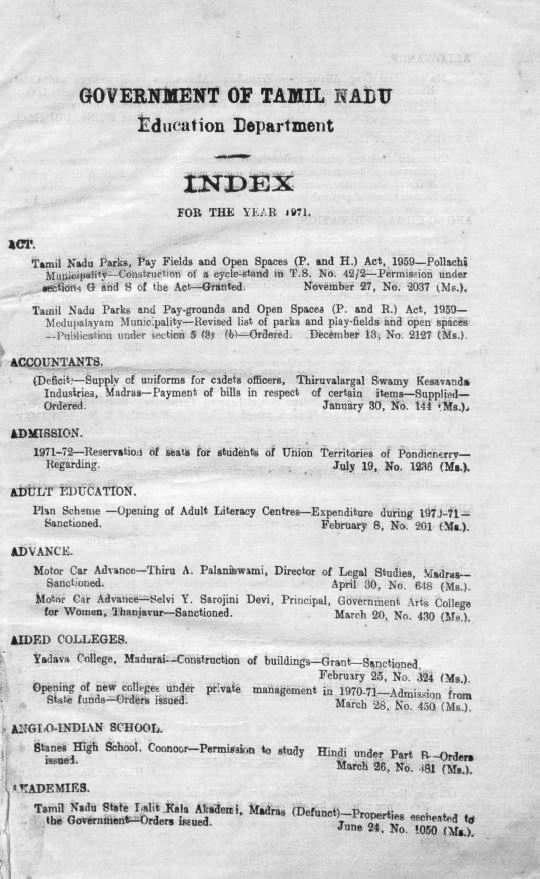 GOVERNMENT OF TAMIL NADU
Education Department
INDEX
FOR THE YEAR 1971.
ACT.
Tamil Nadu Parks, Pay Fields and Open Spaces (P. and H.) Act, 1959—Pollachi
Municipality—Construction of a cycle-stand in T.S. No. 42/2—Permission under
sections G and S of the Act—Granted. November 27, No. 2037 (Ms.).
Tamil Nadu Parks and Pay-grounds and Open Spaces (P. and R.) Act, 1959—
Medupalayam Municipality—Revised list of parks and play-fields and open spaces
—Publication under section 5 (3) (b)—Ordered. December 13, No. 2127 (Ms.).
ACCOUNTANTS.
(Deficit)—Supply of uniforms for cadets officers, Thiruvalargal Swamy Kesavanda
Industries, Madras—Payment of bills in respect of certain items—Supplied—
Ordered. January 30, No. 144 (Ms.).
ADMISSION.
1971-72—Reservation of seats for students of Union Territories of Pondicherry—
Regarding. July 19, No. 1236 (Ms.).
ADULT EDUCATION.
Plan Scheme —Opening of Adult Literacy Centres—Expenditure during 1970-71—
Sanctioned. February 8, No. 201 (Ms.).
ADVANCE.
Motor Car Advance—Thiru A. Palaniswami, Director of Legal Studies, Madras—
Sanctioned. April 30, No. 648 (Ms.).
Motor Car Advance—Selvi Y. Sarojini Devi, Principal, Government Arts College
for Women, Thanjavur—Sanctioned. March 20, No. 430 (Ms.).
AIDED COLLEGES.
Yadava College, Madurai—Construction of buildings—Grant—Sanctioned.
February 25, No. 324 (Ms.).
Opening of new colleges under private management in 1970-71—Admission from
State funds—Orders issued. March 28, No. 450 (Ms.).
ANGLO-INDIAN SCHOOL.
Stanes High School, Coonoor—Permission to study Hindi under Part B—Orders
issued. March 26, No. 481 (Ms.).
AKADEMIES.
Tamil Nadu State Lalit Kala Akademi, Madras (Defunct)—Properties escheated to
the Government—Orders issued. June 24, No. 1050 (Ms.).